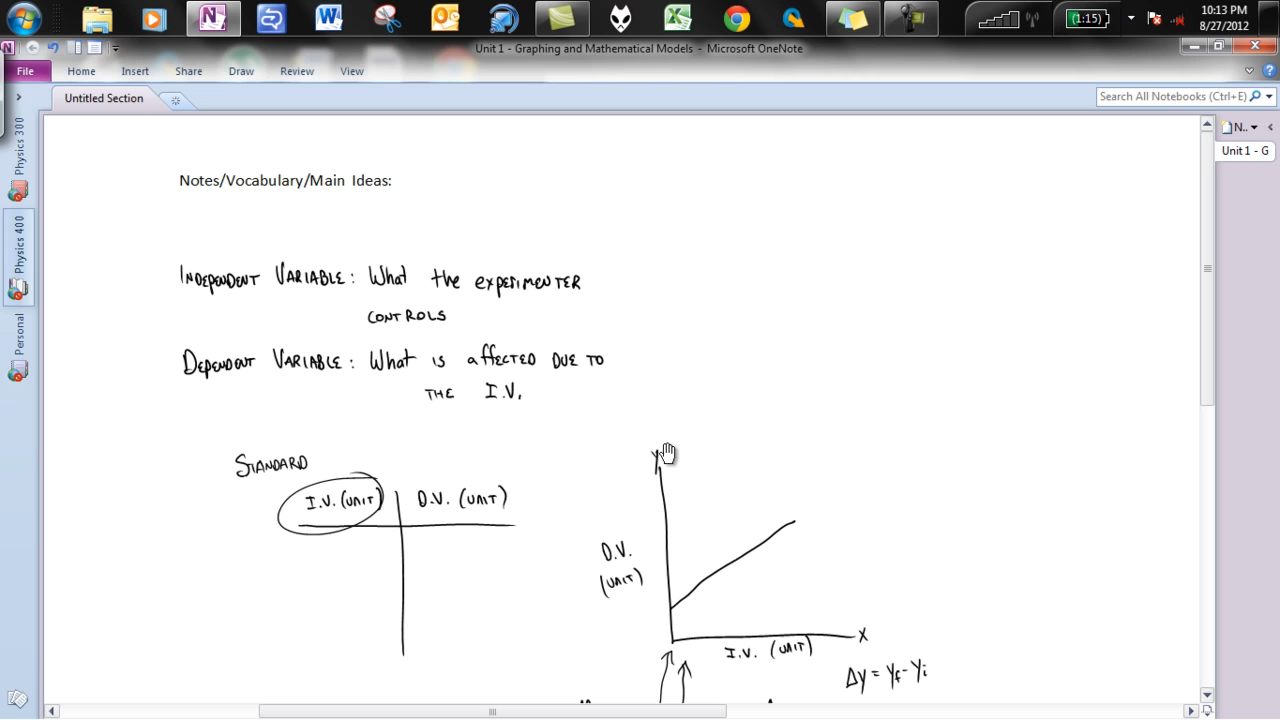 10:13 PM
(1:15)
8/27/2012
Unit 1 - Graphing and Mathematical Models - Microsoft OneNote
File Home Insert Share Draw Review View
Untitled Section
Search All Notebooks (Ctrl+E)
N..
Unit 1 - G
Physics 300
Physics 400
Personal
Notes/Vocabulary/Main Ideas:
INDEPENDENT VARIABLE: What the experimenter
CONTROLS
DEPENDENT VARIABLE: What is affected due to
THE I.V.
STANDARD
I.V. (UNIT) D.V. (UNIT)
Y
D.V.
(UNIT)
X
I.V. (UNIT)
Δy = yf - yi